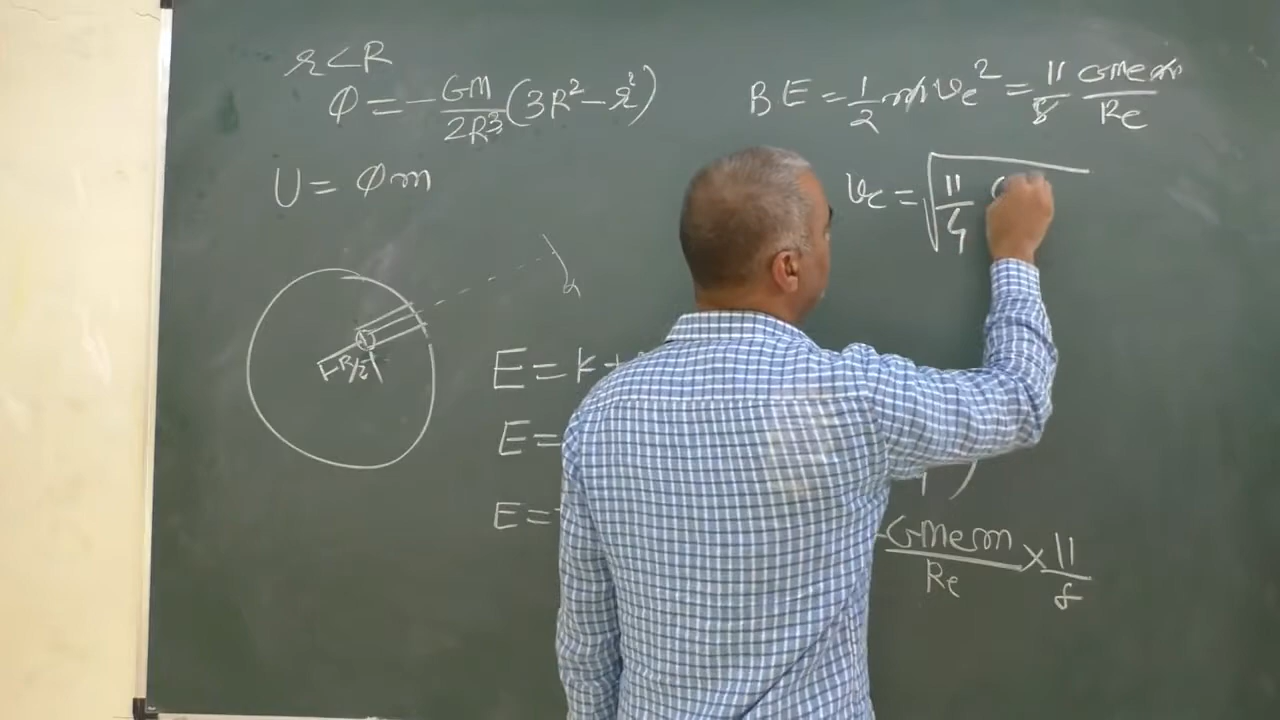 r < R
φ = - GM/2R³ (3R² - r²)
U = φm
R/2
E = K +
E =
E = -
BE = 1/2 m ve² = 11/8 GMem/Re
ve = √11/4 G
GMem/Re × 11/8